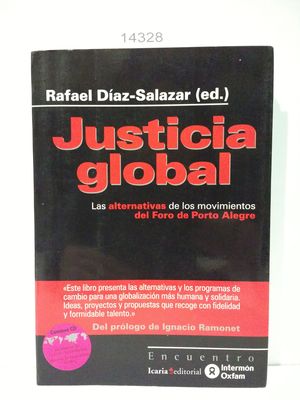 14328
Rafael Díaz-Salazar (ed.)
Justicia
global
Las alternativas de los movimientos
del Foro de Porto Alegre
«Este libro presenta las alternativas y los programas de
cambio para una globalización más humana y solidaria.
Ideas, proyectos y propuestas que recoge con fidelidad
y formidable talento.»
Del prólogo de Ignacio Ramonet
Contiene CD
Encuentro
Icaria editorial
Intermón
Oxfam